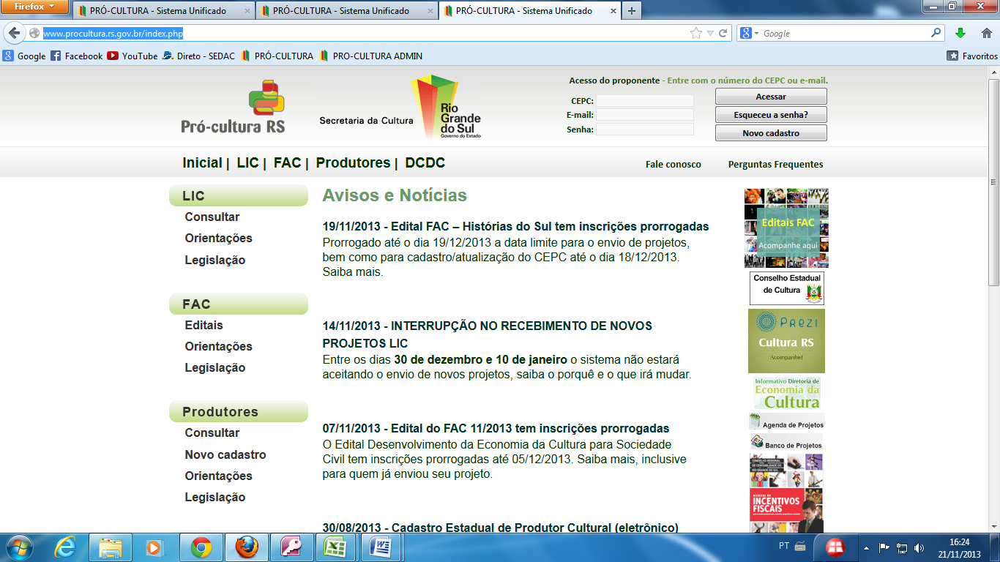 Firefox
PRÓ-CULTURA - Sistema Unificado
PRÓ-CULTURA - Sistema Unificado
PRÓ-CULTURA - Sistema Unificado
www.procultura.rs.gov.br/index.php
Google
Google
Facebook
YouTube
Direto - SEDAC
PRÓ-CULTURA
PRO-CULTURA ADMIN
Favoritos
Pró-cultura RS
Secretaria da Cultura
Rio
Grande
do Sul
Governo do Estado
Acesso do proponente - Entre com o número do CEPC ou e-mail.
CEPC:
Acessar
E-mail:
Esqueceu a senha?
Senha:
Novo cadastro
Inicial | LIC | FAC | Produtores | DCDC
Fale conosco
Perguntas Frequentes
LIC
Consultar
Orientações
Legislação
FAC
Editais
Orientações
Legislação
Produtores
Consultar
Novo cadastro
Orientações
Legislação
Avisos e Notícias
19/11/2013 - Edital FAC – Histórias do Sul tem inscrições prorrogadas
Prorrogado até o dia 19/12/2013 a data limite para o envio de projetos,
bem como para cadastro/atualização do CEPC até o dia 18/12/2013.
Saiba mais.
14/11/2013 - INTERRUPÇÃO NO RECEBIMENTO DE NOVOS
PROJETOS LIC
Entre os dias 30 de dezembro e 10 de janeiro o sistema não estará
aceitando o envio de novos projetos, saiba o porquê e o que irá mudar.
07/11/2013 - Edital do FAC 11/2013 tem inscrições prorrogadas
O Edital Desenvolvimento da Economia da Cultura para Sociedade
Civil tem inscrições prorrogadas até 05/12/2013. Saiba mais, inclusive
para quem já enviou seu projeto.
30/08/2013 - Cadastro Estadual de Produtor Cultural (eletrônico)
Editais FAC
Acompanhe aqui
Conselho Estadual
de Cultura
PREZI
Cultura RS
Acompanhe!
Informativo Diretoria de
Economia da
Cultura
Agenda de Projetos
Banco de Projetos
CONSELHO REGIONAL
DE CONTABILIDADE DO
RIO GRANDE DO SUL
MANUAL DE
INCENTIVOS
FISCAIS
PT
16:24
21/11/2013